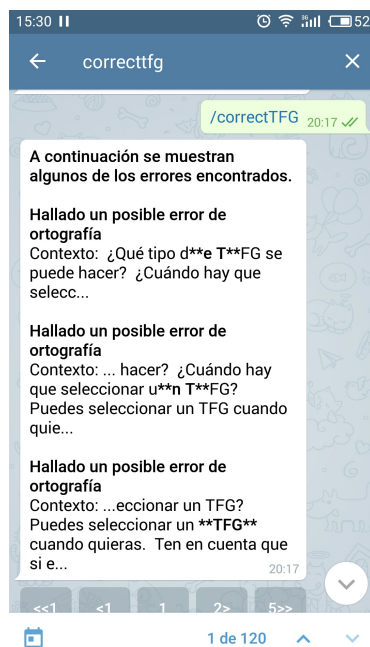 15:30
3G
52
correcttfg
/correctTFG 20:17
A continuación se muestran
algunos de los errores encontrados.
Hallado un posible error de
ortografía
Contexto: ¿Qué tipo d**e T**FG se
puede hacer? ¿Cuándo hay que
selecc...
Hallado un posible error de
ortografía
Contexto: ... hacer? ¿Cuándo hay
que seleccionar u**n T**FG?
Puedes seleccionar un TFG cuando
quie...
Hallado un posible error de
ortografía
Contexto: ...eccionar un TFG?
Puedes seleccionar un **TFG**
cuando quieras. Ten en cuenta que
si e...
20:17
<<1 <1 1 2> 5>>
1 de 120